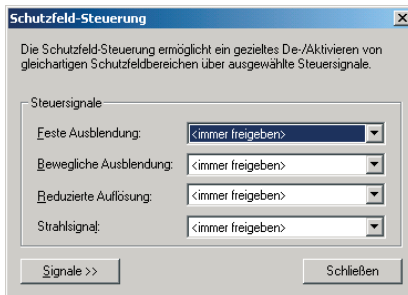 Schutzfeld-Steuerung
Die Schutzfeld-Steuerung ermöglicht ein gezieltes De-/Aktivieren von
gleichartigen Schutzfeldbereichen über ausgewählte Steuersignale.
Steuersignale
Feste Ausblendung: <immer freigeben>
Bewegliche Ausblendung: <immer freigeben>
Reduzierte Auflösung: <immer freigeben>
Strahlsignal: <immer freigeben>
Signale >> Schließen